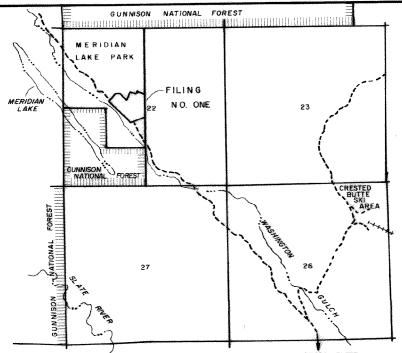 GUNNISON NATIONAL FOREST
MERIDIAN
LAKE PARK
FILING
NO. ONE
22
23
MERIDIAN
LAKE
GUNNISON
NATIONAL FOREST
CRESTED
BUTTE
SKI
AREA
GUNNISON NATIONAL FOREST
WASHINGTON
GULCH
27
26
SLATE
RIVER